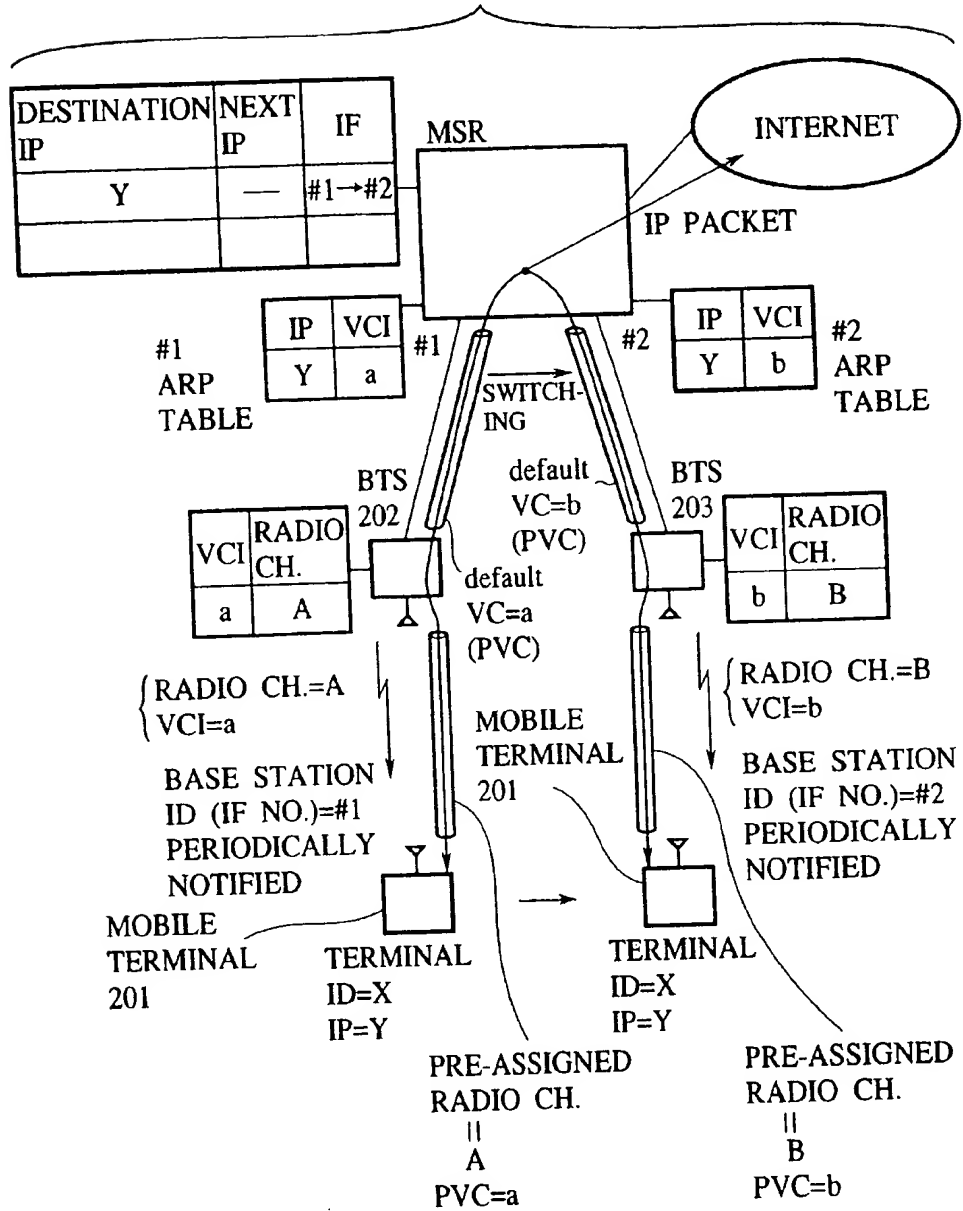 DESTINATION IP
NEXT IP
IF
Y
—
#1→#2
MSR
INTERNET
IP PACKET
#1
ARP
TABLE
IP
VCI
Y
a
#1
#2
IP
VCI
Y
b
#2
ARP
TABLE
SWITCH-
ING
BTS
202
default
VC=b
(PVC)
BTS
203
VCI
RADIO
CH.
a
A
default
VC=a
(PVC)
VCI
RADIO
CH.
b
B
RADIO CH.=A
VCI=a
RADIO CH.=B
VCI=b
BASE STATION
ID (IF NO.)=#1
PERIODICALLY
NOTIFIED
MOBILE
TERMINAL
201
BASE STATION
ID (IF NO.)=#2
PERIODICALLY
NOTIFIED
MOBILE
TERMINAL
201
TERMINAL
ID=X
IP=Y
TERMINAL
ID=X
IP=Y
PRE-ASSIGNED
RADIO CH.
=
A
PVC=a
PRE-ASSIGNED
RADIO CH.
=
B
PVC=b